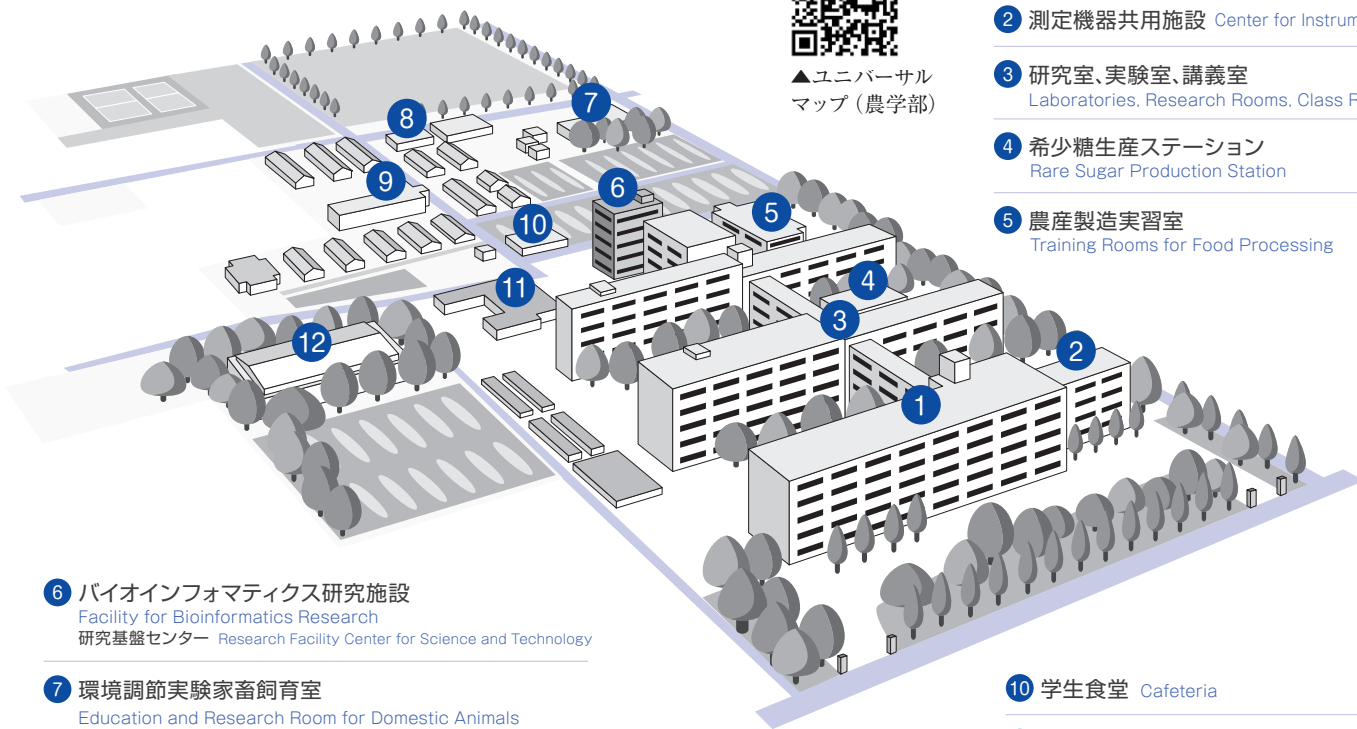 ▲ユニバーサル
マップ（農学部）
2 測定機器共用施設 Center for
3 研究室、実験室、講義室
Laboratories, Research Rooms, Class
4 希少糖生産ステーション
Rare Sugar Production Station
5 農産製造実習室
Training Rooms for Food Processing
7
8
6
9
5
10
4
11
3
12
2
1
6 バイオインフォマティクス研究施設
Facility for Bioinformatics Research
研究基盤センター Research Facility Center for Science and Technology
7 環境調節実験家畜飼育室
Education and Research Room for Domestic Animals
10 学生食堂 Cafeteria